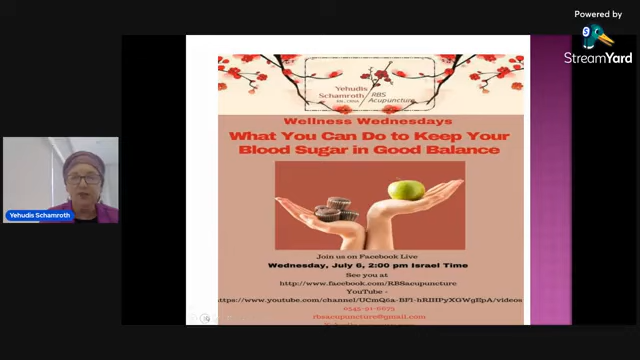 Powered by
StreamYard
Yehudis
Schamroth
RBS
Acupuncture
Wellness Wednesdays
What You Can Do to Keep Your
Blood Sugar in Good Balance
Yehudis Schamroth
Join us on Facebook Live
Wednesday, July 6, 2:00 pm Israel Time
See you at
http://www.facebook.com/RBSacupuncture
YouTube -
rbsacupuncture@gmail.com